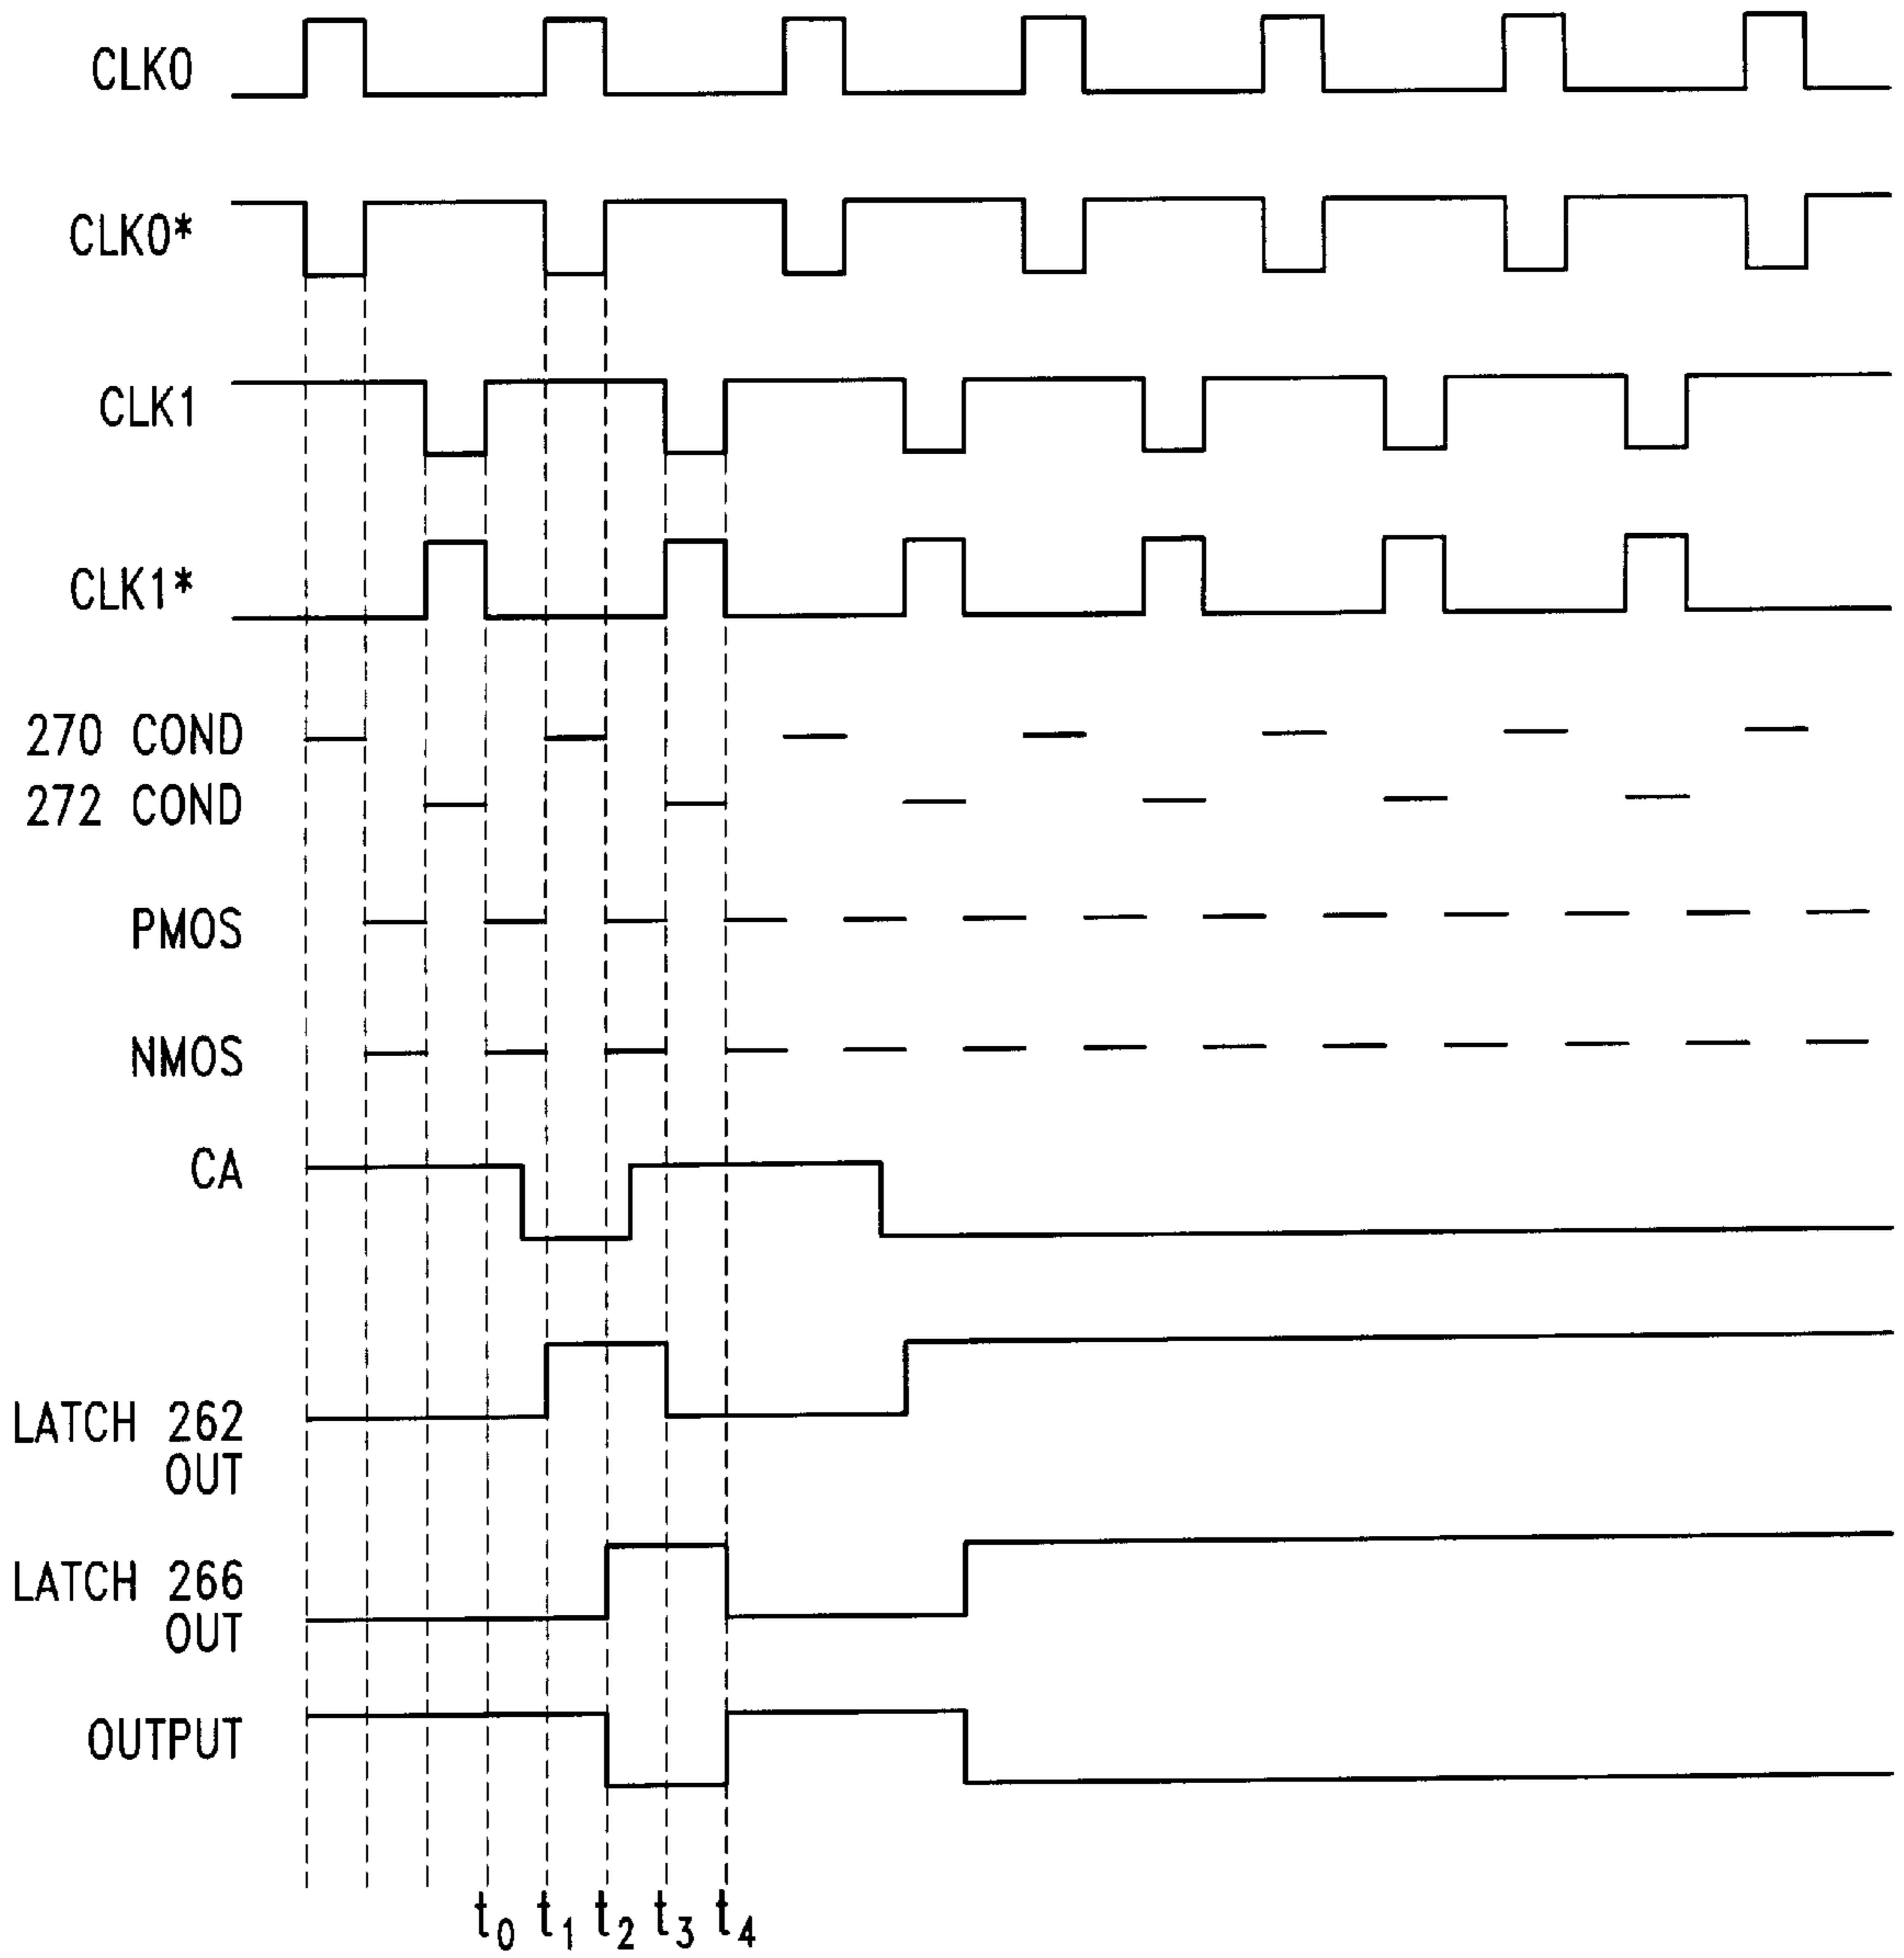 CLK0
CLK0*
CLK1
CLK1*
270 COND
272 COND
PMOS
NMOS
CA
LATCH 262
OUT
LATCH 266
OUT
OUTPUT
t0 t1 t2 t3 t4